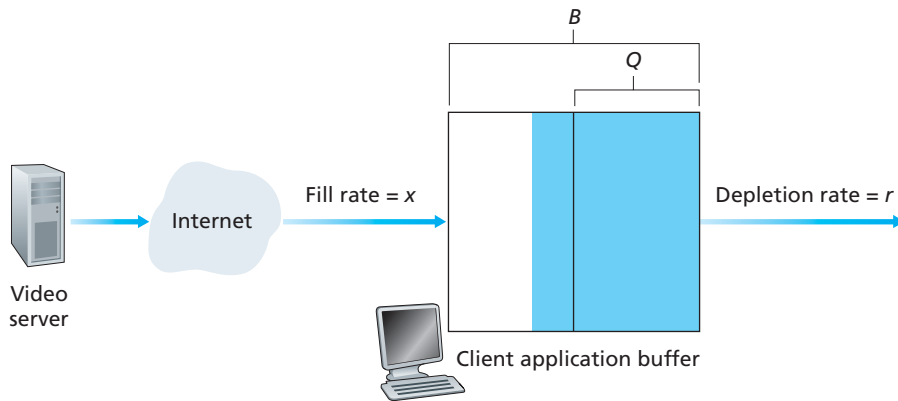 B
Q
Fill rate = x
Depletion rate = r
Internet
Video
server
Client application buffer